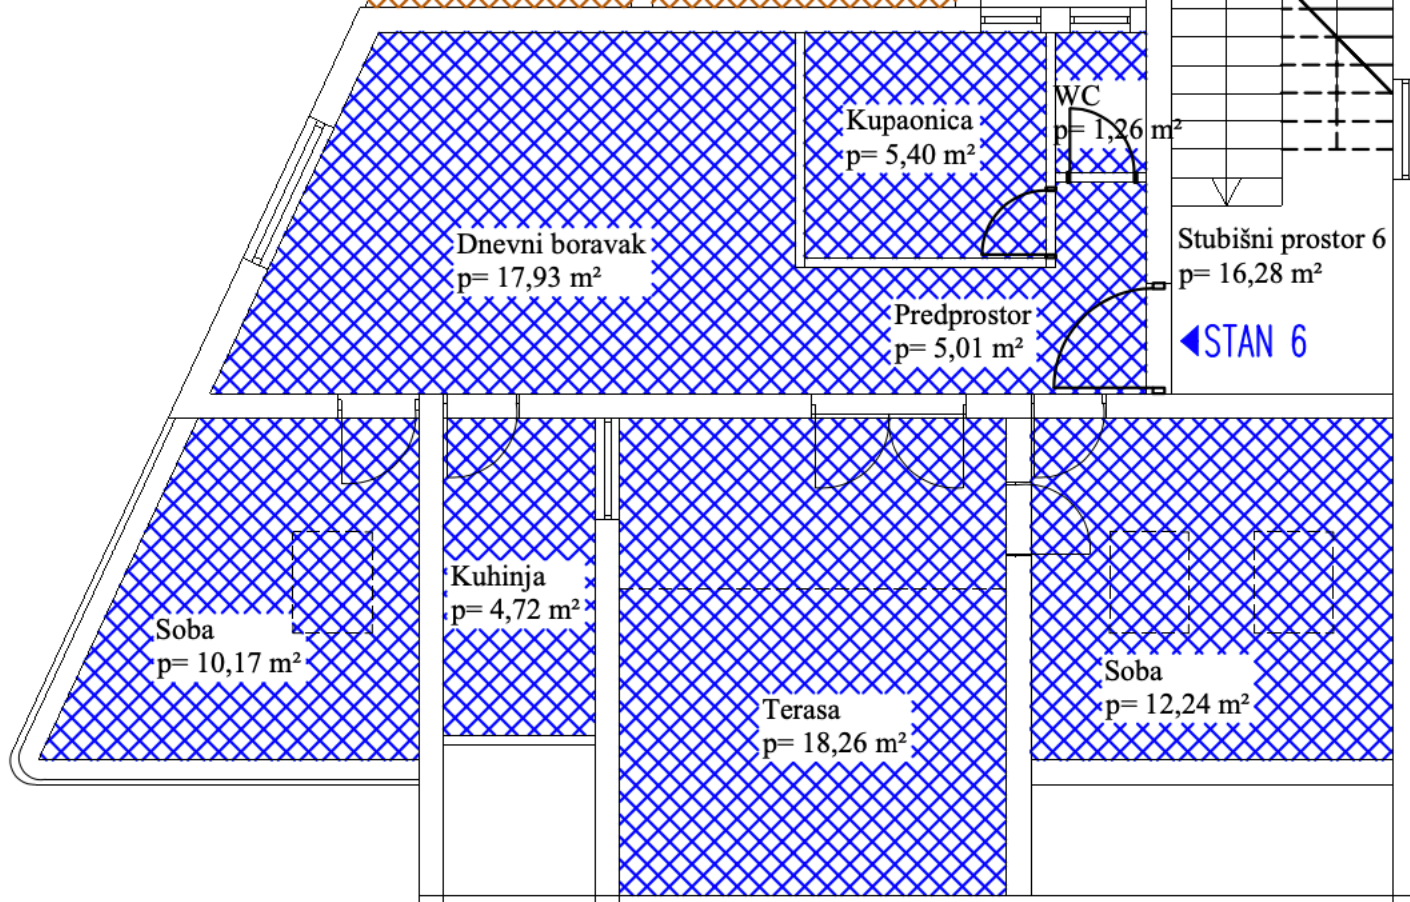 WC
p= 1,26 m²
Kupaonica
p= 5,40 m²
Dnevni boravak
p= 17,93 m²
Stubišni prostor 6
p= 16,28 m²
Predprostor
p= 5,01 m²
STAN 6
Kuhinja
p= 4,72 m²
Soba
p= 10,17 m²
Soba
p= 12,24 m²
Terasa
p= 18,26 m²